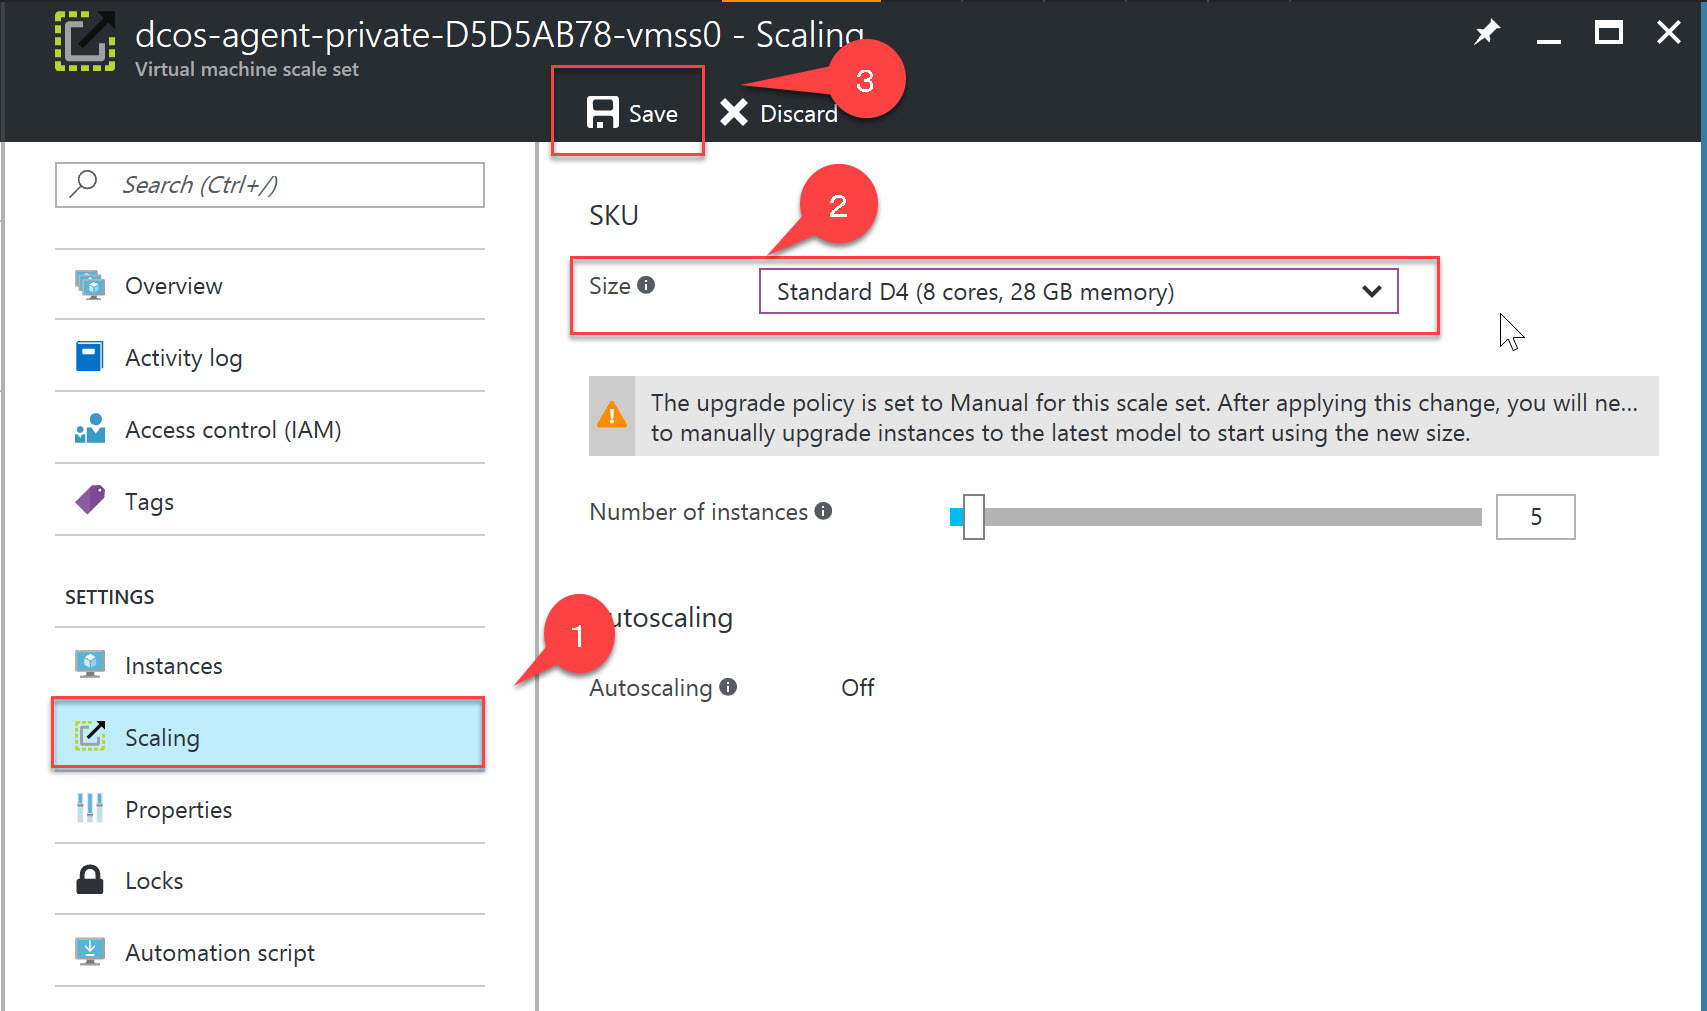 dcos-agent-private-D5D5AB78-vmss0 - Scaling
Virtual machine scale set
3
Save
Discard
Search (Ctrl+/)
Overview
Activity log
Access control (IAM)
Tags
SETTINGS
Instances
Scaling
Properties
Locks
Automation script
SKU
2
Size
Standard D4 (8 cores, 28 GB memory)
The upgrade policy is set to Manual for this scale set. After applying this change, you will ne...
to manually upgrade instances to the latest model to start using the new size.
Number of instances
5
1
utoscaling
Autoscaling
Off